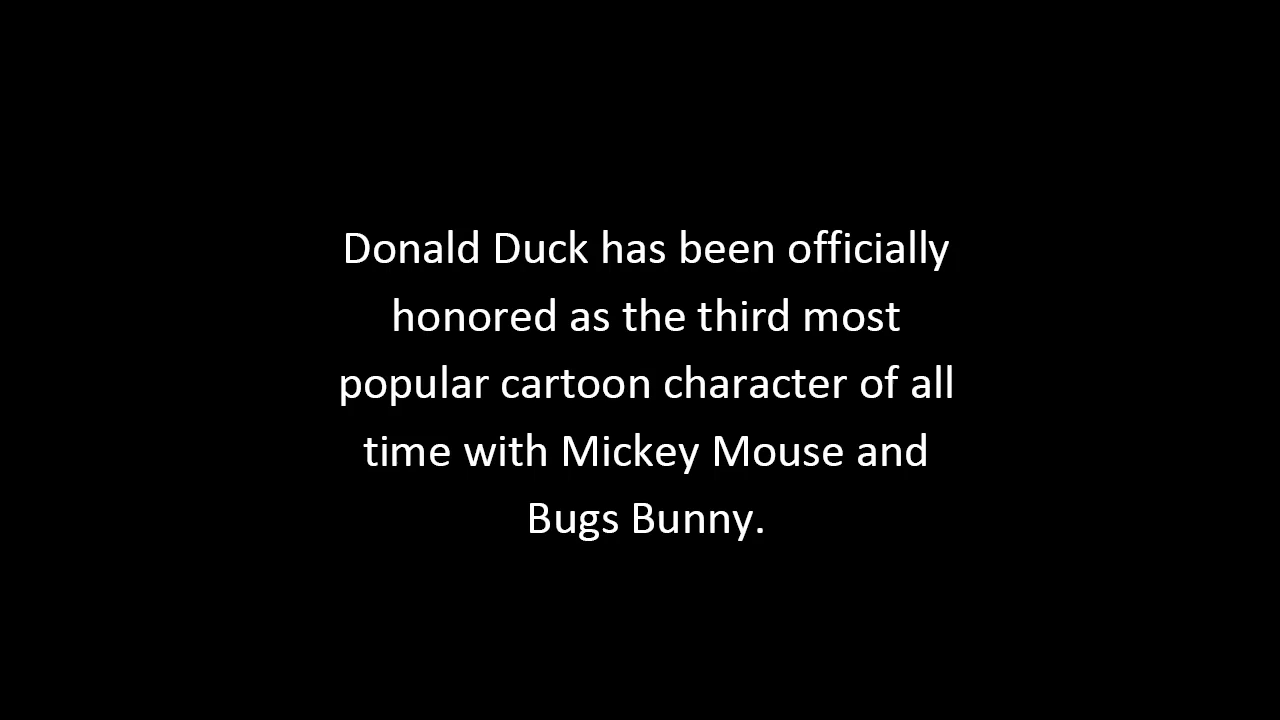 Donald Duck has been officially
honored as the third most
popular cartoon character of all
time with Mickey Mouse and
Bugs Bunny.